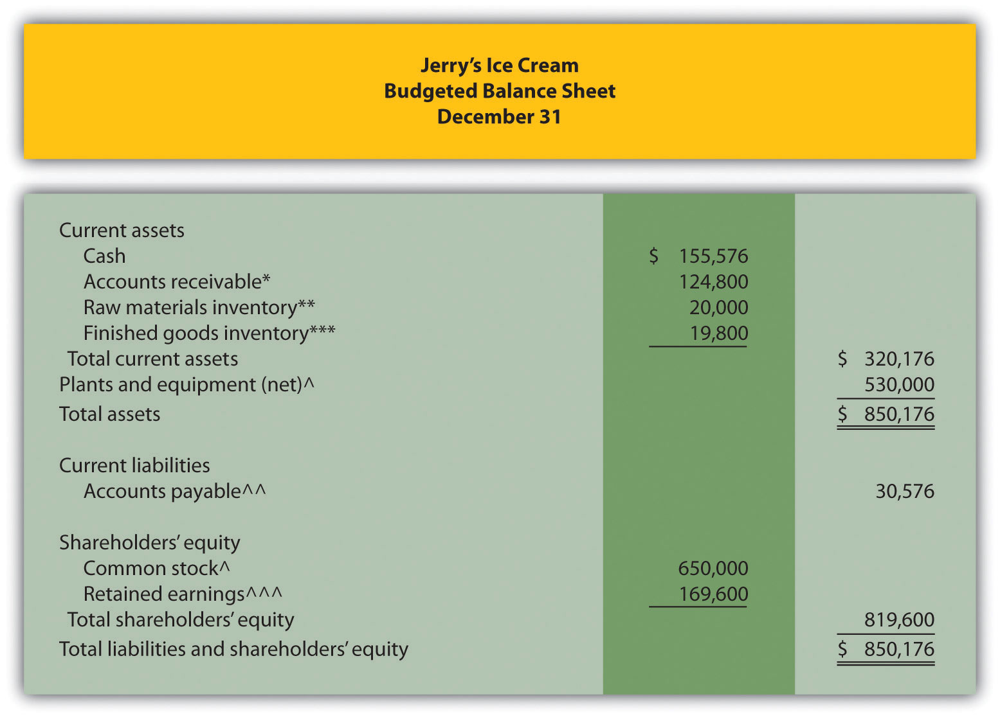 Jerry’s Ice Cream
Budgeted Balance Sheet
December 31
Current assets
Cash $ 155,576
Accounts receivable* 124,800
Raw materials inventory** 20,000
Finished goods inventory*** 19,800
Total current assets $ 320,176
Plants and equipment (net)^ 530,000
Total assets $ 850,176
Current liabilities
Accounts payable^^ 30,576
Shareholders’ equity
Common stock^ 650,000
Retained earnings^^^ 169,600
Total shareholders’ equity 819,600
Total liabilities and shareholders’ equity $ 850,176